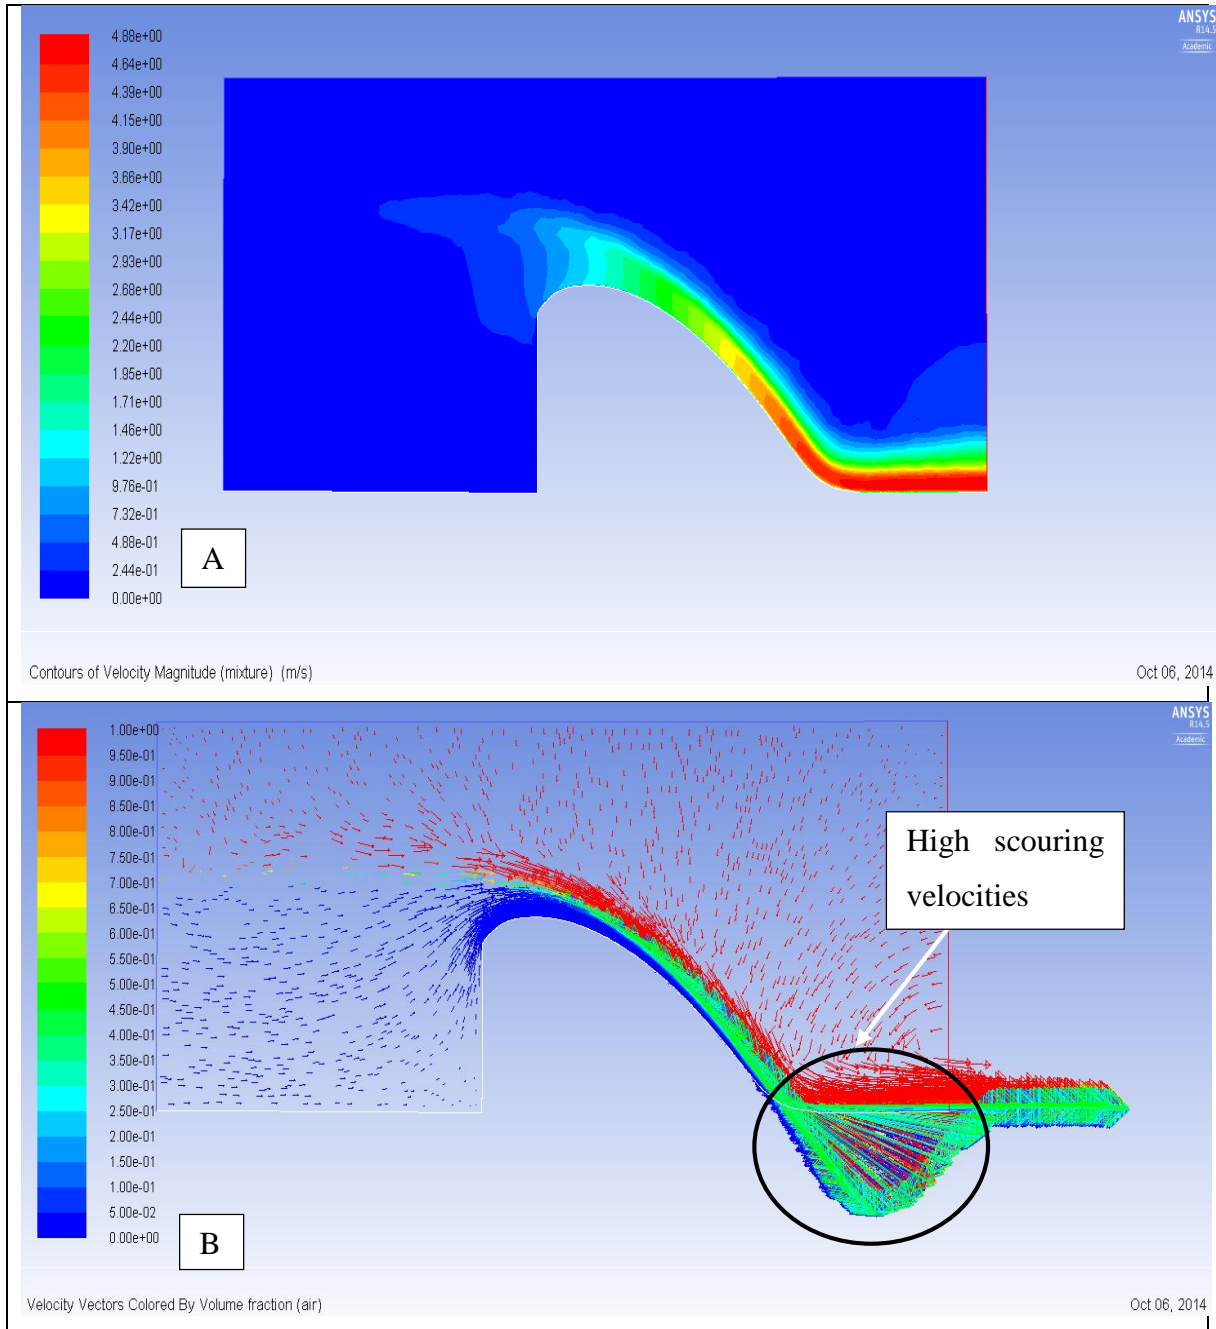 ANSYS
R14.5
Academic
4.88e+00
4.64e+00
4.39e+00
4.15e+00
3.90e+00
3.66e+00
3.42e+00
3.17e+00
2.93e+00
2.68e+00
2.44e+00
2.20e+00
1.95e+00
1.71e+00
1.46e+00
1.22e+00
9.76e-01
7.32e-01
4.88e-01
2.44e-01
0.00e+00
A
Contours of Velocity Magnitude (mixture) (m/s)
Oct 06, 2014
ANSYS
R14.5
Academic
1.00e+00
9.50e-01
9.00e-01
8.50e-01
8.00e-01
7.50e-01
7.00e-01
6.50e-01
6.00e-01
5.50e-01
5.00e-01
4.50e-01
4.00e-01
3.50e-01
3.00e-01
2.50e-01
2.00e-01
1.50e-01
1.00e-01
5.00e-02
0.00e+00
High scouring
velocities
B
Velocity Vectors Colored By Volume fraction (air)
Oct 06, 2014